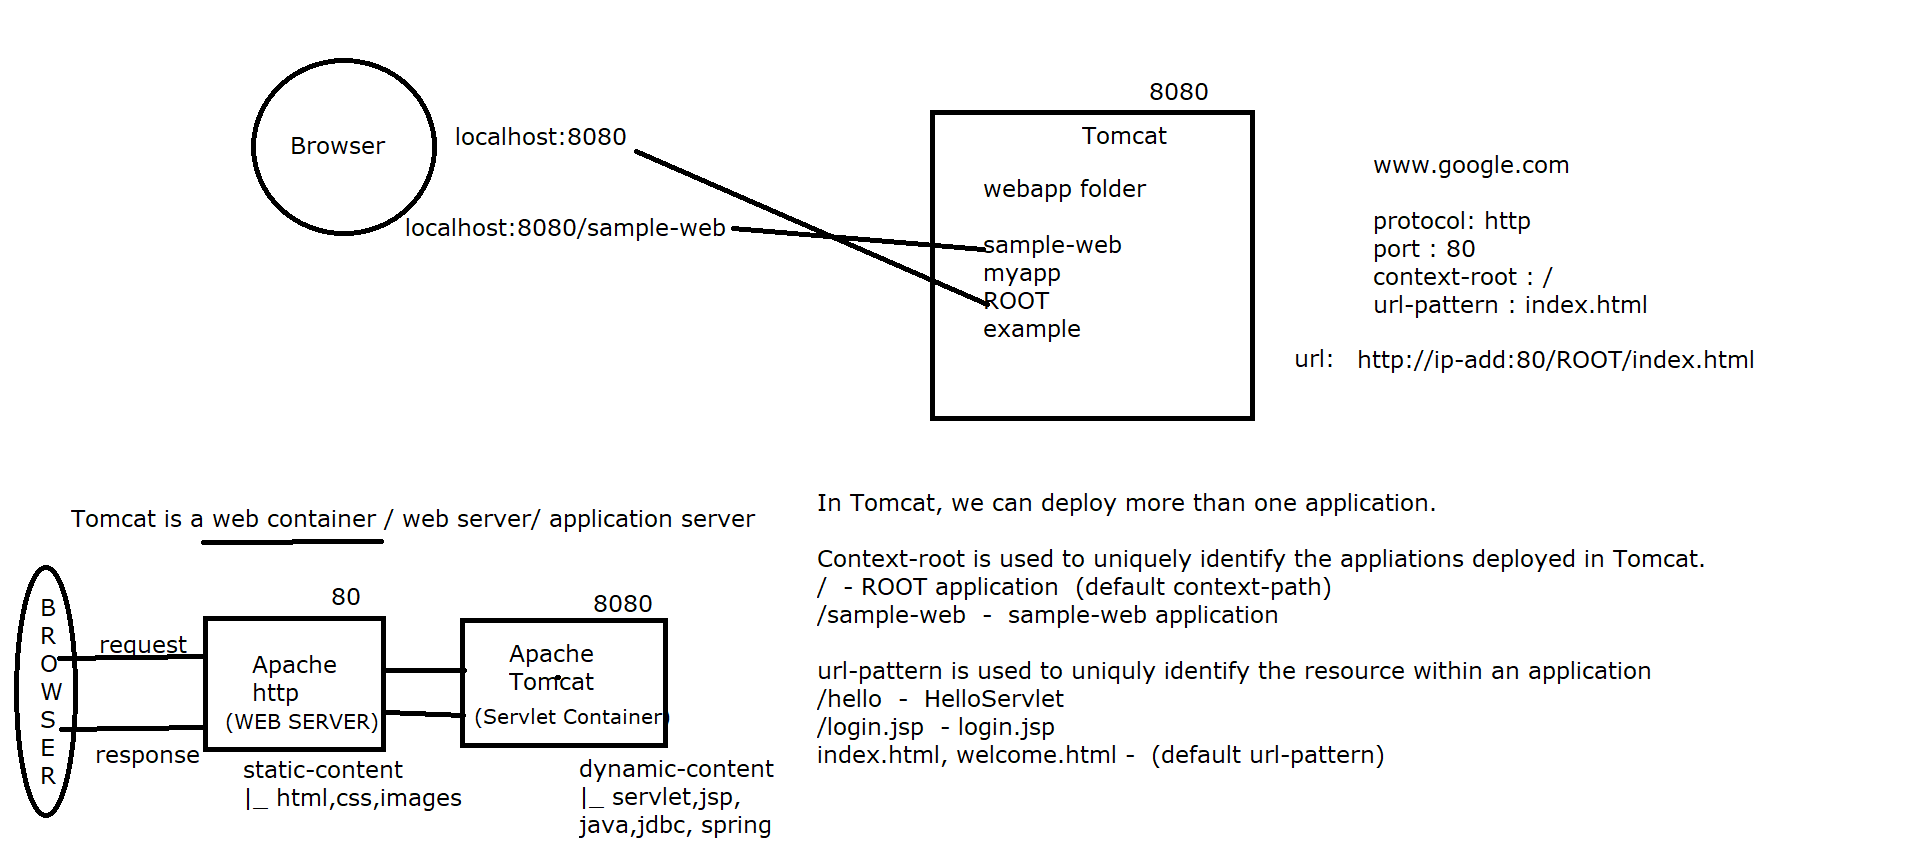 8080
Browser
localhost:8080
localhost:8080/sample-web
Tomcat
webapp folder
sample-web
myapp
ROOT
example
www.google.com
protocol: http
port : 80
context-root : /
url-pattern : index.html
url: http://ip-add:80/ROOT/index.html
Tomcat is a web container / web server/ application server
BROWSER
request
response
80
Apache
http
(WEB SERVER)
static-content
|_ html,css,images
8080
Apache
Tomcat
(Servlet Container)
dynamic-content
|_ servlet,jsp,
java,jdbc, spring
In Tomcat, we can deploy more than one application.
Context-root is used to uniquely identify the appliations deployed in Tomcat.
/ - ROOT application (default context-path)
/sample-web - sample-web application
url-pattern is used to uniquly identify the resource within an application
/hello - HelloServlet
/login.jsp - login.jsp
index.html, welcome.html - (default url-pattern)